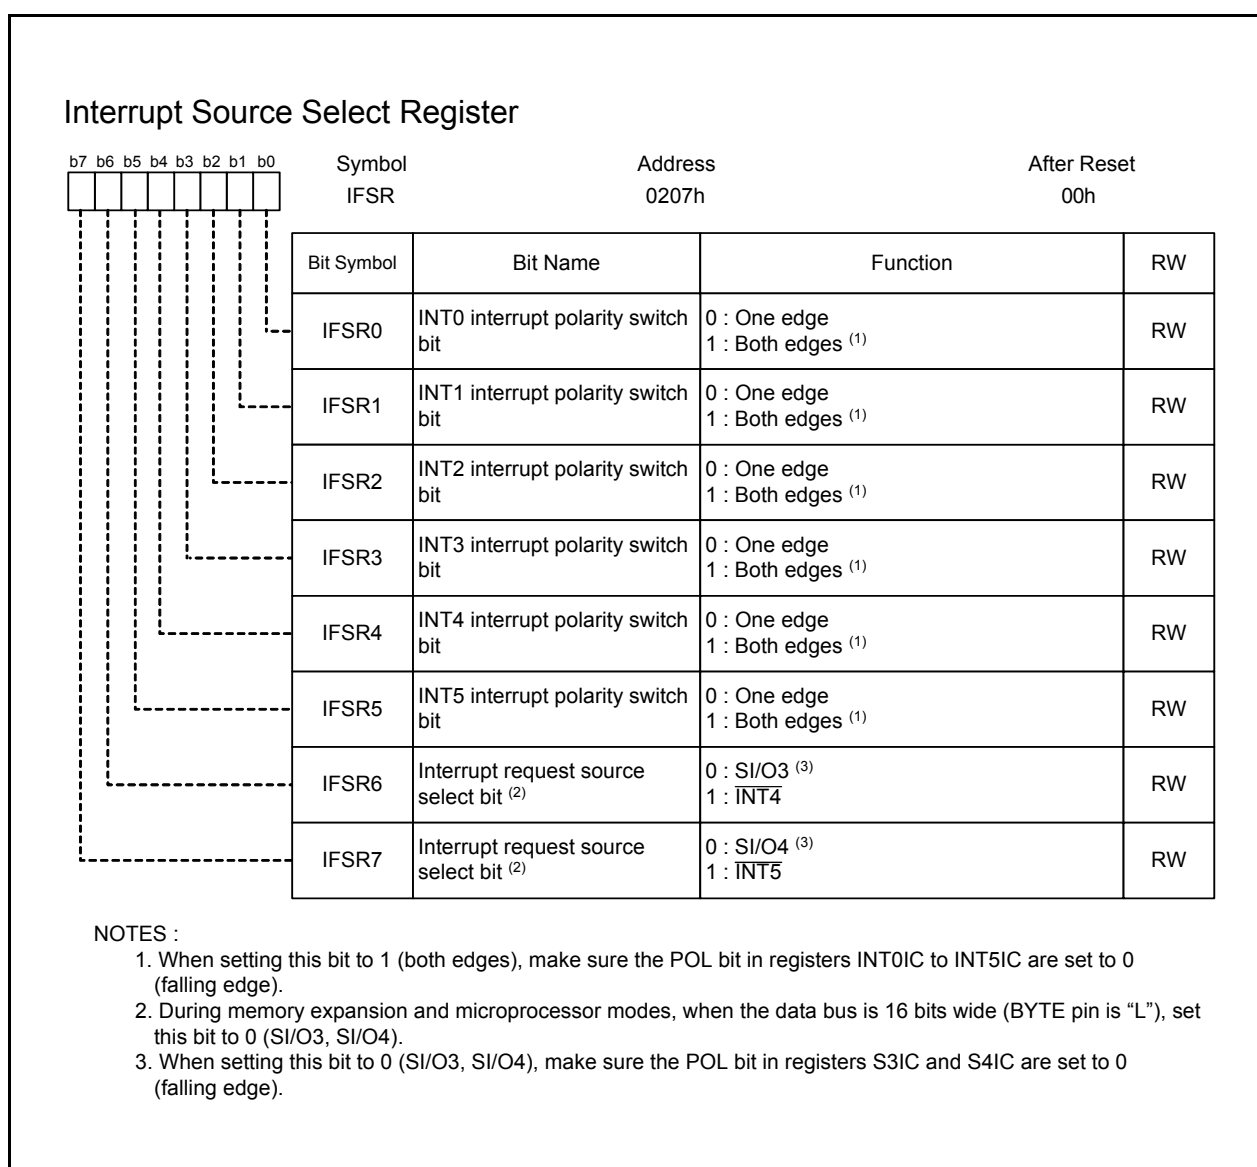 Interrupt Source Select Register
b7 b6 b5 b4 b3 b2 b1 b0
Symbol Address After Reset
IFSR 0207h 00h
Bit Symbol Bit Name Function RW
IFSR0 INT0 interrupt polarity switch bit 0 : One edge 1 : Both edges (1) RW
IFSR1 INT1 interrupt polarity switch bit 0 : One edge 1 : Both edges (1) RW
IFSR2 INT2 interrupt polarity switch bit 0 : One edge 1 : Both edges (1) RW
IFSR3 INT3 interrupt polarity switch bit 0 : One edge 1 : Both edges (1) RW
IFSR4 INT4 interrupt polarity switch bit 0 : One edge 1 : Both edges (1) RW
IFSR5 INT5 interrupt polarity switch bit 0 : One edge 1 : Both edges (1) RW
IFSR6 Interrupt request source select bit (2) 0 : SI/O3 (3) 1 : INT4 RW
IFSR7 Interrupt request source select bit (2) 0 : SI/O4 (3) 1 : INT5 RW
NOTES :
1. When setting this bit to 1 (both edges), make sure the POL bit in registers INT0IC to INT5IC are set to 0
(falling edge).
2. During memory expansion and microprocessor modes, when the data bus is 16 bits wide (BYTE pin is “L”), set
this bit to 0 (SI/O3, SI/O4).
3. When setting this bit to 0 (SI/O3, SI/O4), make sure the POL bit in registers S3IC and S4IC are set to 0
(falling edge).